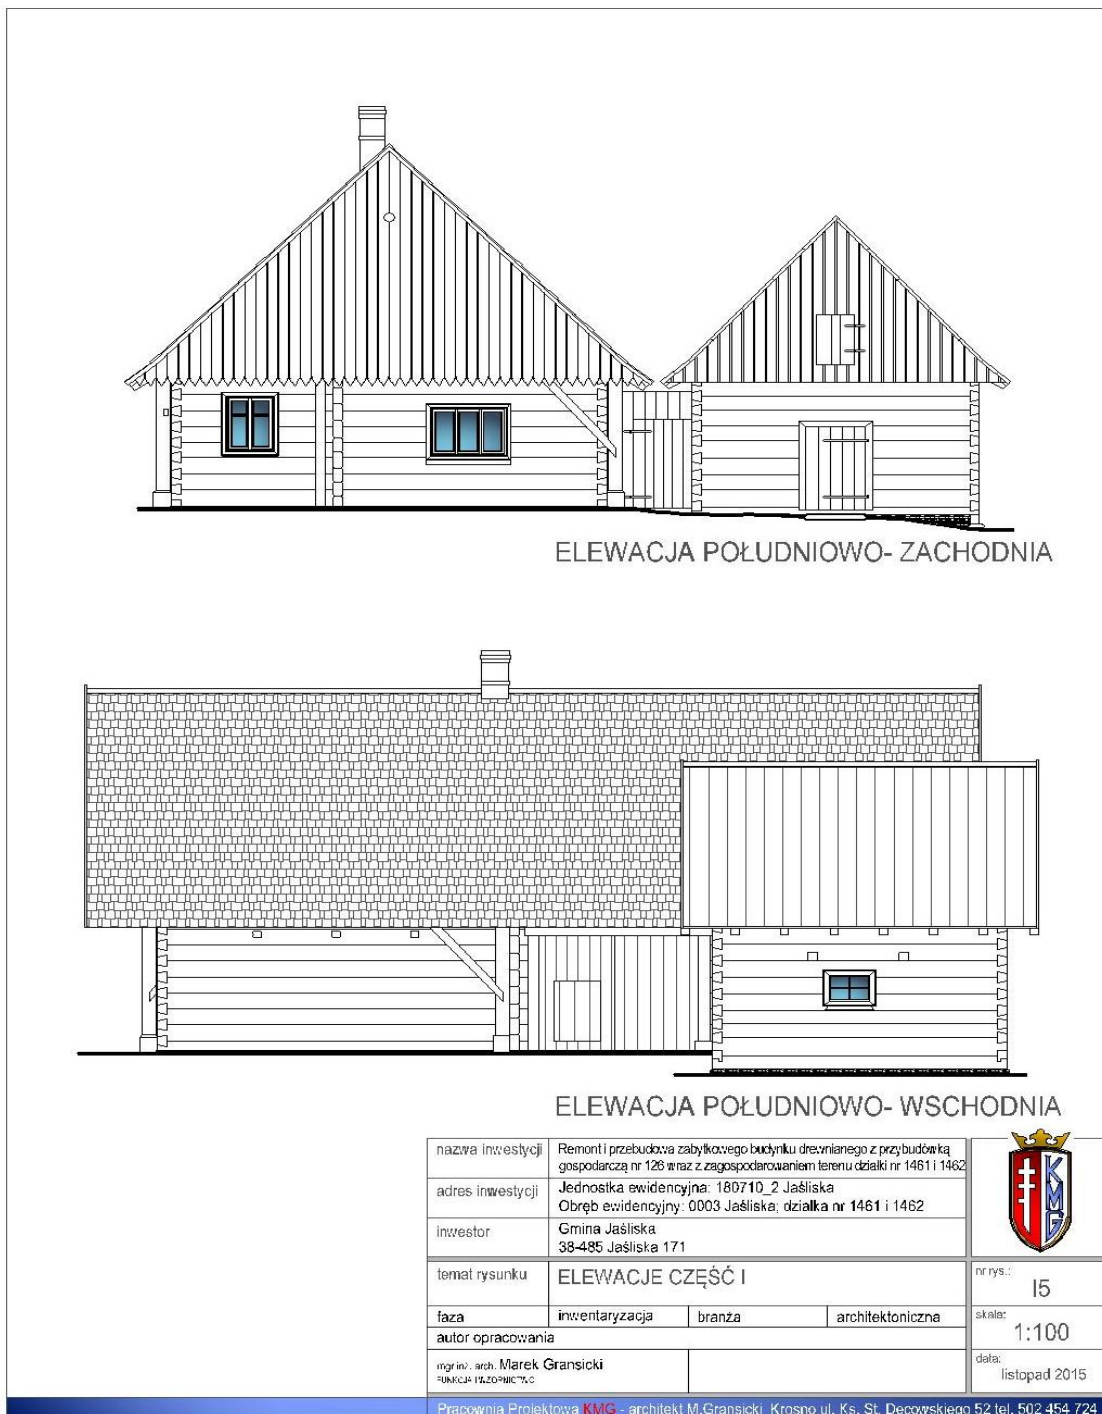 ELEWACJA POŁUDNIOWO- ZACHODNIA
ELEWACJA POŁUDNIOWO- WSCHODNIA
nazwa inwestycji
Remont i przebudowa zabytkowego budynku drewnianego z przybudówką
gospodarczą nr 126 wraz z zagospodarowaniem terenu działki nr 1461 i 1462
adres inwestycji
Jednostka ewidencyjna: 180710_2 Jaśliska
Obręb ewidencyjny: 0003 Jaśliska; działka nr 1461 i 1462
inwestor
Gmina Jaśliska
38-485 Jaśliska 171
KMG
temat rysunku
ELEWACJE CZĘŚĆ I
nr rys.:
I5
faza
inwentaryzacja
branża
architektoniczna
skala:
1:100
autor opracowania
mgr inż. arch. Marek Gransicki
data:
listopad 2015
Pracownia Projektowa KMG - architekt M.Gransicki Krosno ul. Ks. St. Decowskiego 52 tel. 502 454 724